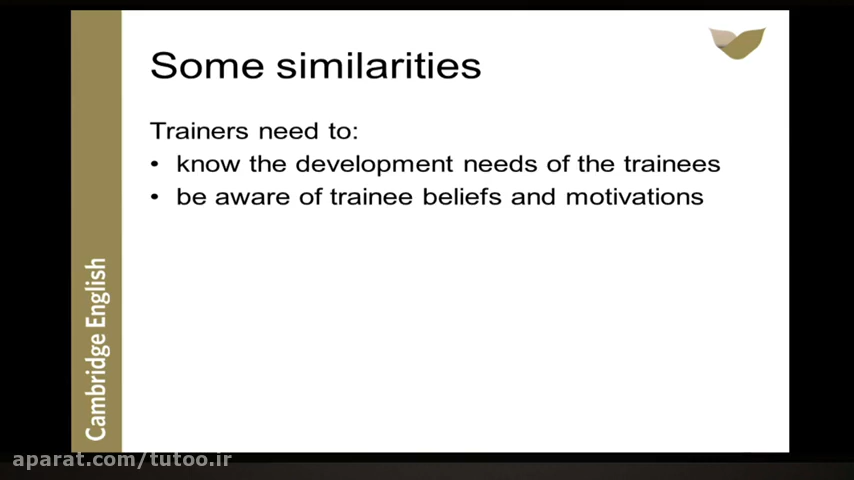 Some similarities
Trainers need to:
• know the development needs of the trainees
• be aware of trainee beliefs and motivations
Cambridge English
aparat.com/tutoo.ir